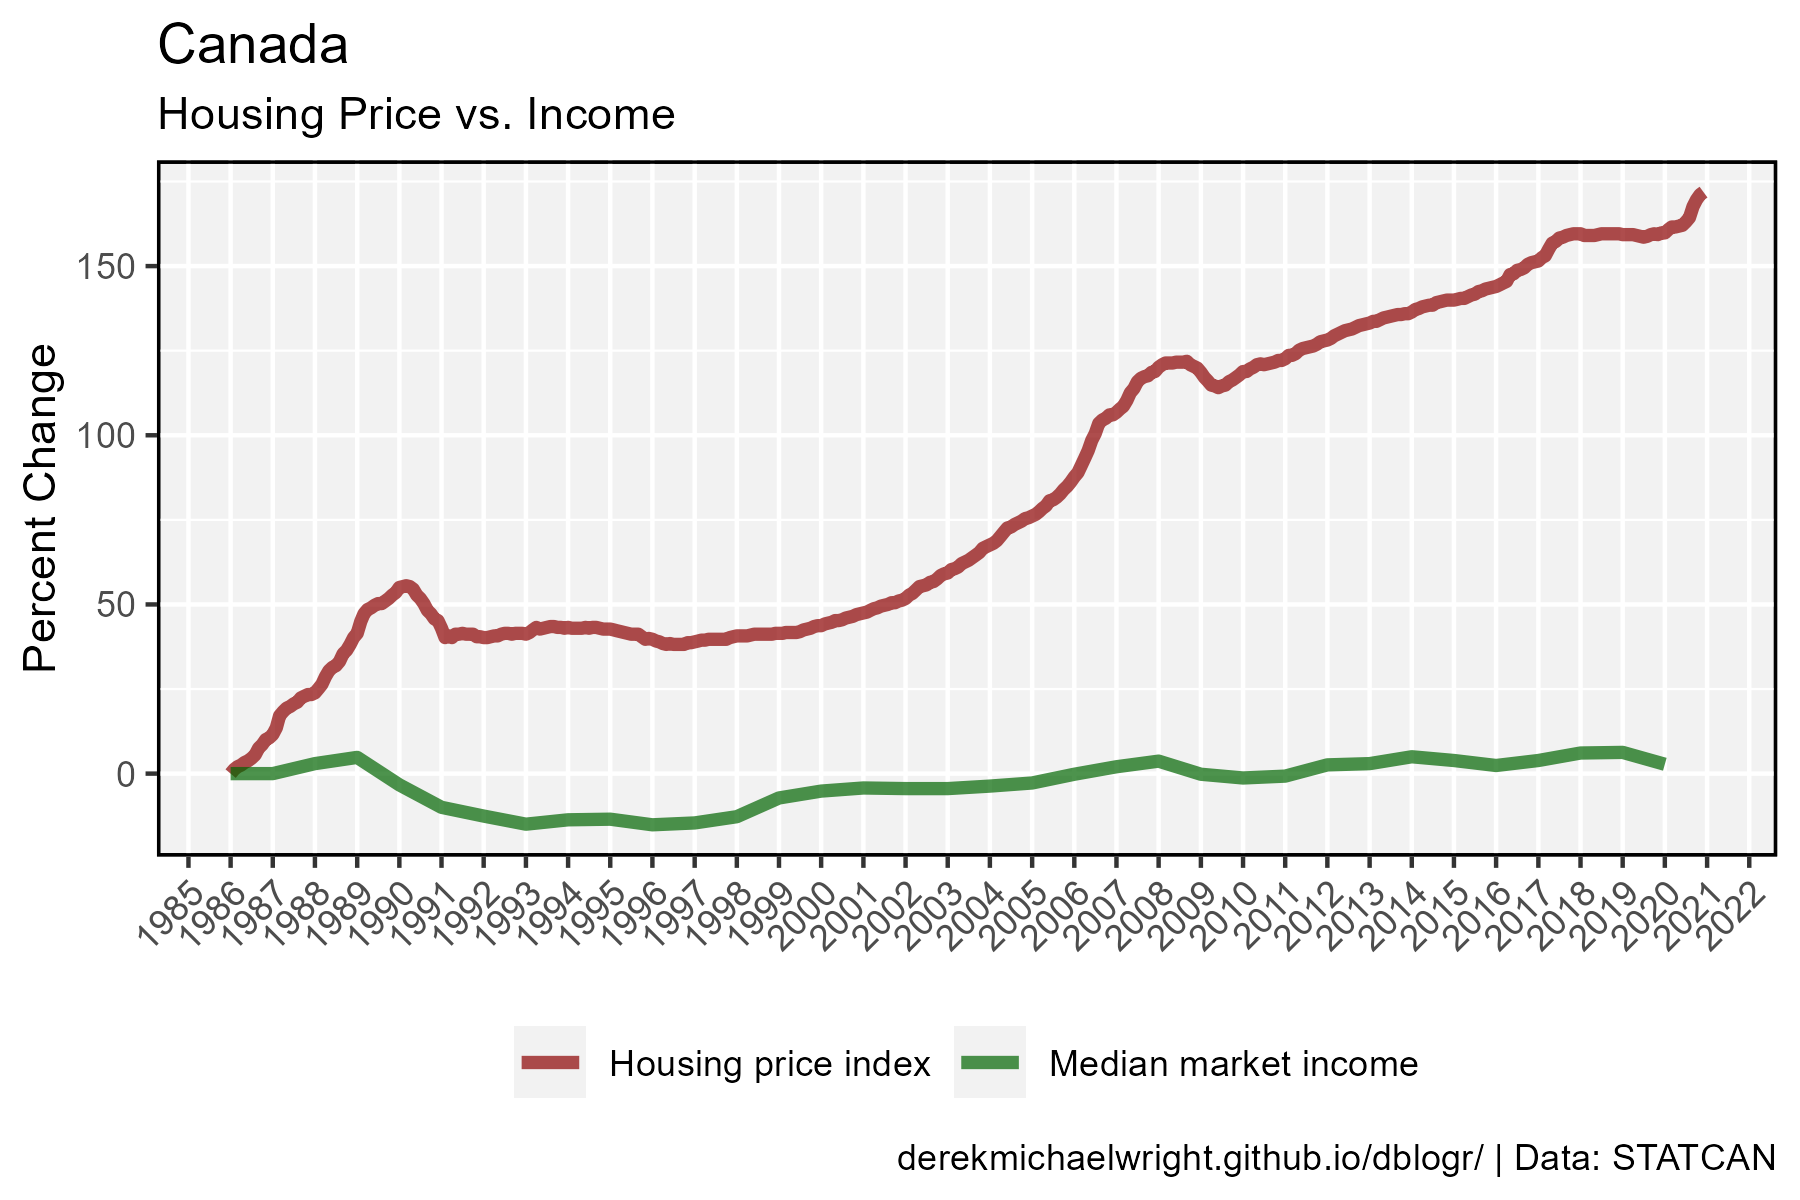 Canada
Housing Price vs. Income
Percent Change
150
100
50
0
1985 1986 1987 1988 1989 1990 1991 1992 1993 1994 1995 1996 1997 1998 1999 2000 2001 2002 2003 2004 2005 2006 2007 2008 2009 2010 2011 2012 2013 2014 2015 2016 2017 2018 2019 2020 2021 2022
Housing price index Median market income
derekmichaelwright.github.io/dblogr/ | Data: STATCAN